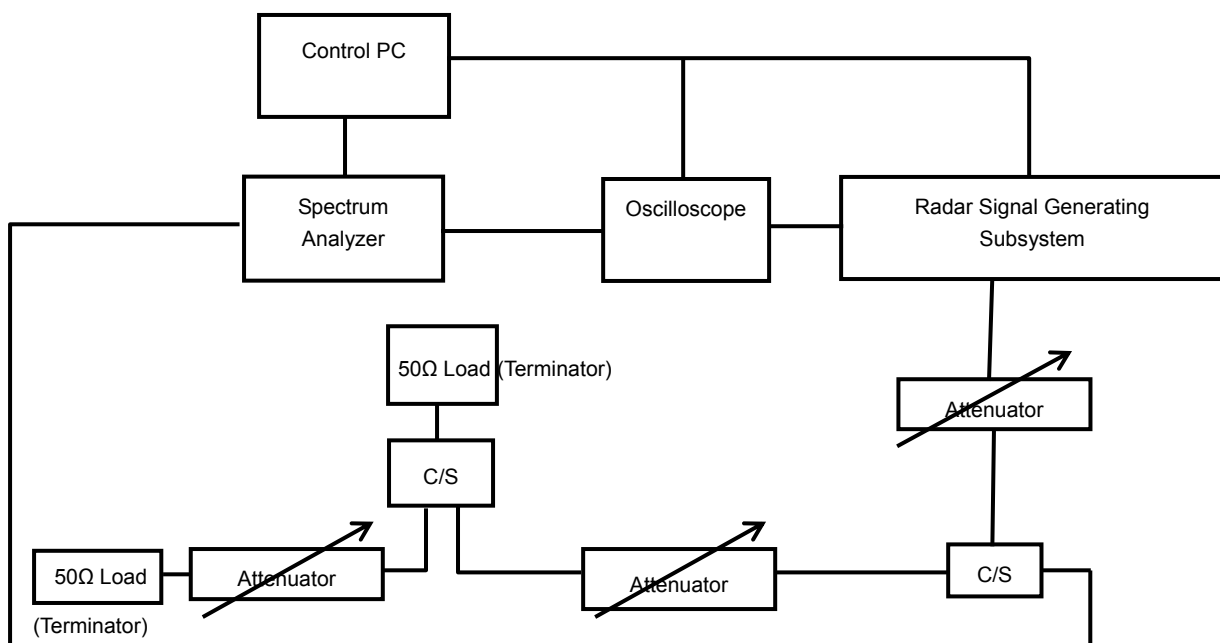 Control PC
Spectrum
Analyzer
Oscilloscope
Radar Signal Generating
Subsystem
50Ω Load (Terminator)
Attenuator
C/S
50Ω Load
(Terminator)
Attenuator
Attenuator
C/S